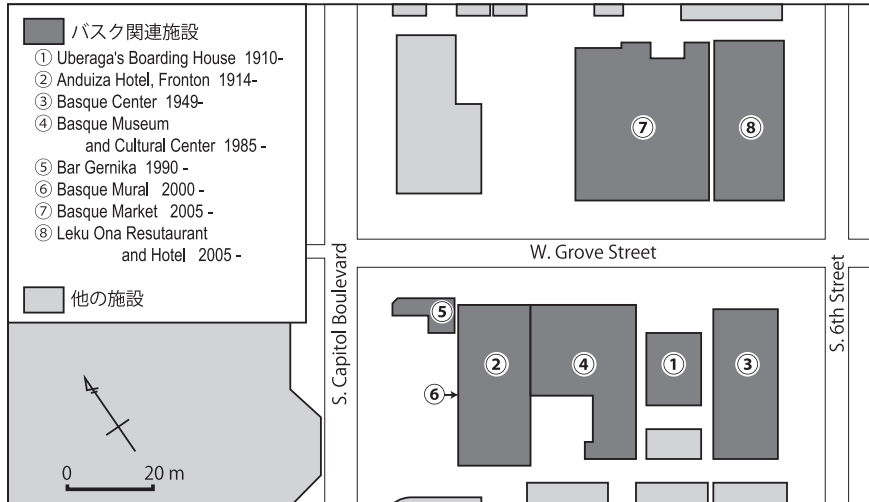 バスク関連施設
① Uberaga's Boarding House 1910-
② Anduiza Hotel, Fronton 1914-
③ Basque Center 1949-
④ Basque Museum
and Cultural Center 1985 -
⑤ Bar Gernika 1990 -
⑥ Basque Mural 2000 -
⑦ Basque Market 2005 -
⑧ Leku Ona Resutaurant
and Hotel 2005 -
他の施設
0 20 m
⑦
⑧
W. Grove Street
S. Capitol Boulevard
S. 6th Street
⑤
②
④
①
③
⑥